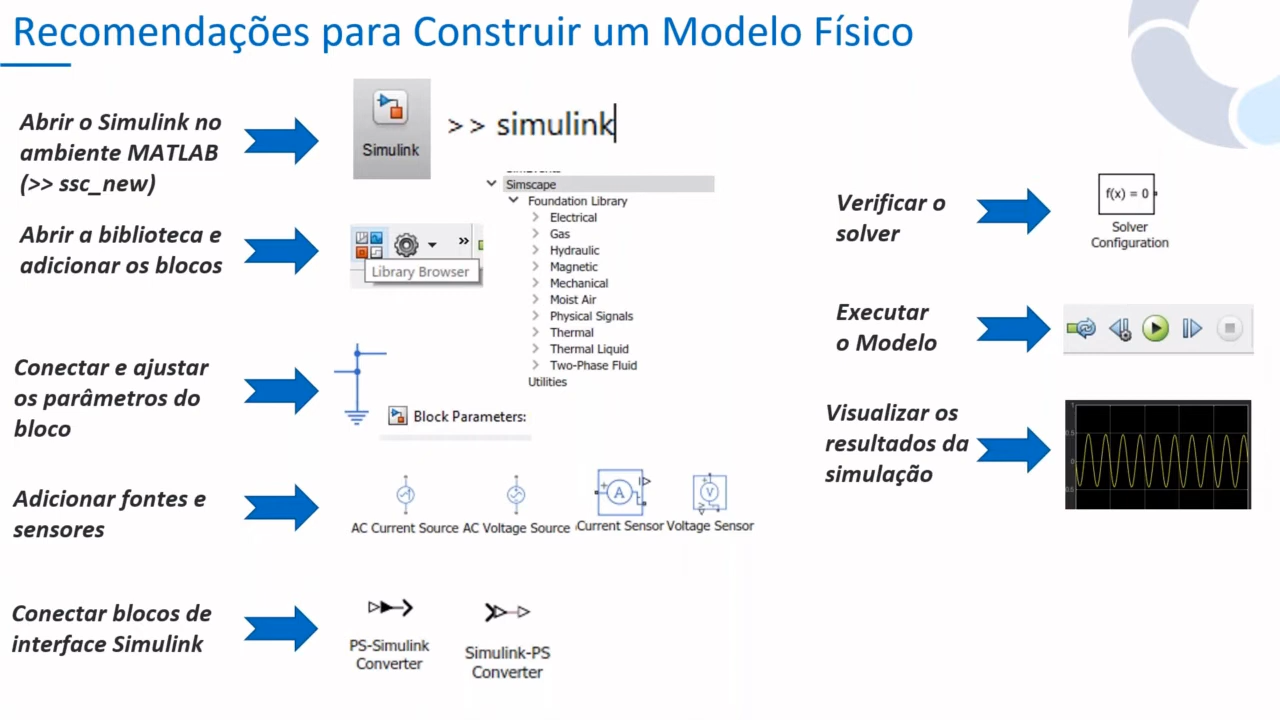 Recomendações para Construir um Modelo Físico
Abrir o Simulink no
ambiente MATLAB
(>> ssc_new)
Simulink
>> simulink
Abrir a biblioteca e
adicionar os blocos
Library Browser
Simscape
Foundation Library
Electrical
Gas
Hydraulic
Magnetic
Mechanical
Moist Air
Physical Signals
Thermal
Thermal Liquid
Two-Phase Fluid
Utilities
Conectar e ajustar
os parâmetros do
bloco
Block Parameters:
Adicionar fontes e
sensores
A
V
AC Current Source
AC Voltage Source
Current Sensor
Voltage Sensor
Conectar blocos de
interface Simulink
PS-Simulink
Converter
Simulink-PS
Converter
Verificar o
solver
f(x) = 0
Solver
Configuration
Executar
o Modelo
Visualizar os
resultados da
simulação